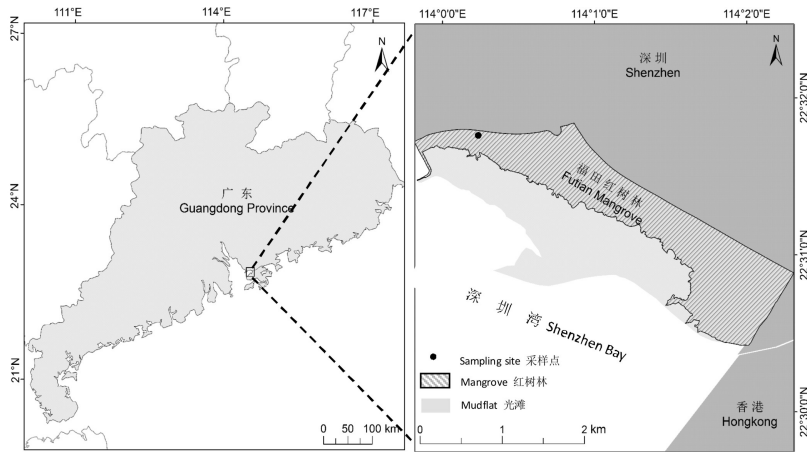 111°E 114°E 117°E
27°N
24°N
21°N
N
广 东
Guangdong Province
0 50 100 km
114°0′0″E 114°1′0″E 114°2′0″E
22°32′0″N
22°31′0″N
22°30′0″N
N
深 圳
Shenzhen
福 田 红 树 林
Futian Mangrove
深 圳 湾 Shenzhen Bay
Sampling site 采样点
Mangrove 红树林
Mudflat 光滩
0 1 2 km
香 港
Hongkong